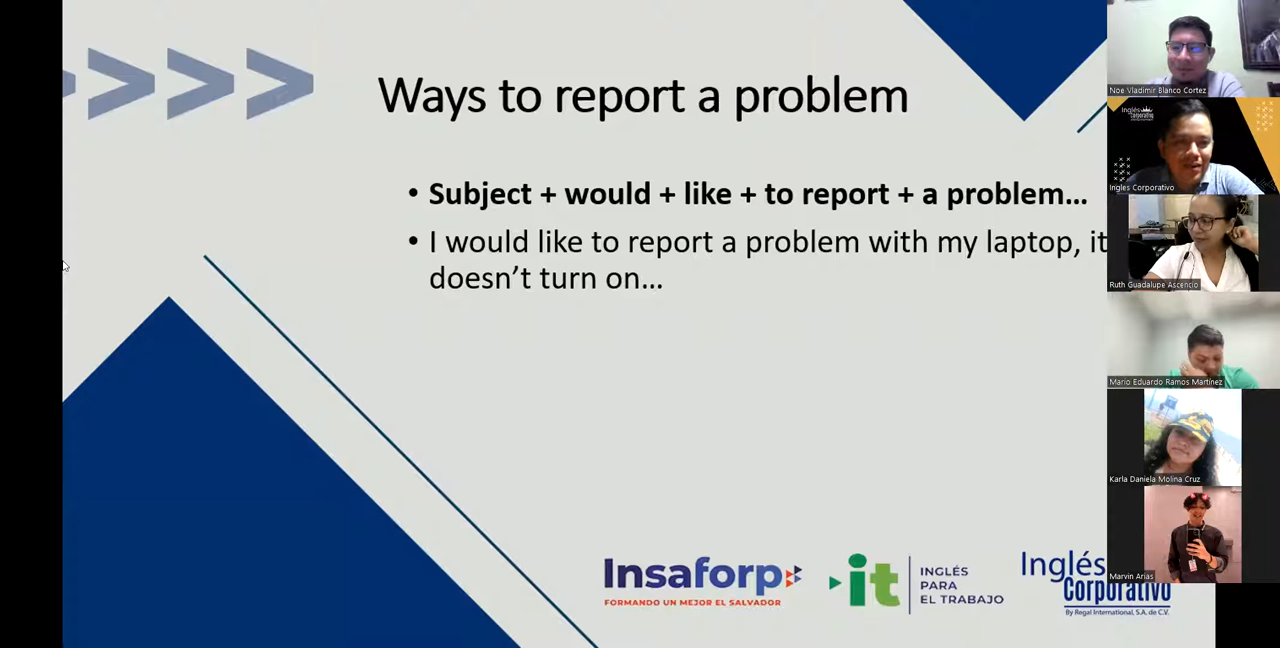 Ways to report a problem
• Subject + would + like + to report + a problem...
• I would like to report a problem with my laptop, it
doesn't turn on...
Insaforp
FORMANDO UN MEJOR EL SALVADOR
it
INGLÉS
PARA
EL TRABAJO
Inglés
Corporativo
By Regal International, S.A. de C.V.
Noe Vladimir Blanco Cortez
Inglés
Corporativo
Ingles Corporativo
Ruth Guadalupe Ascencio
Mario Eduardo Ramos Martínez
Karla Daniela Molina Cruz
Marvin Arias